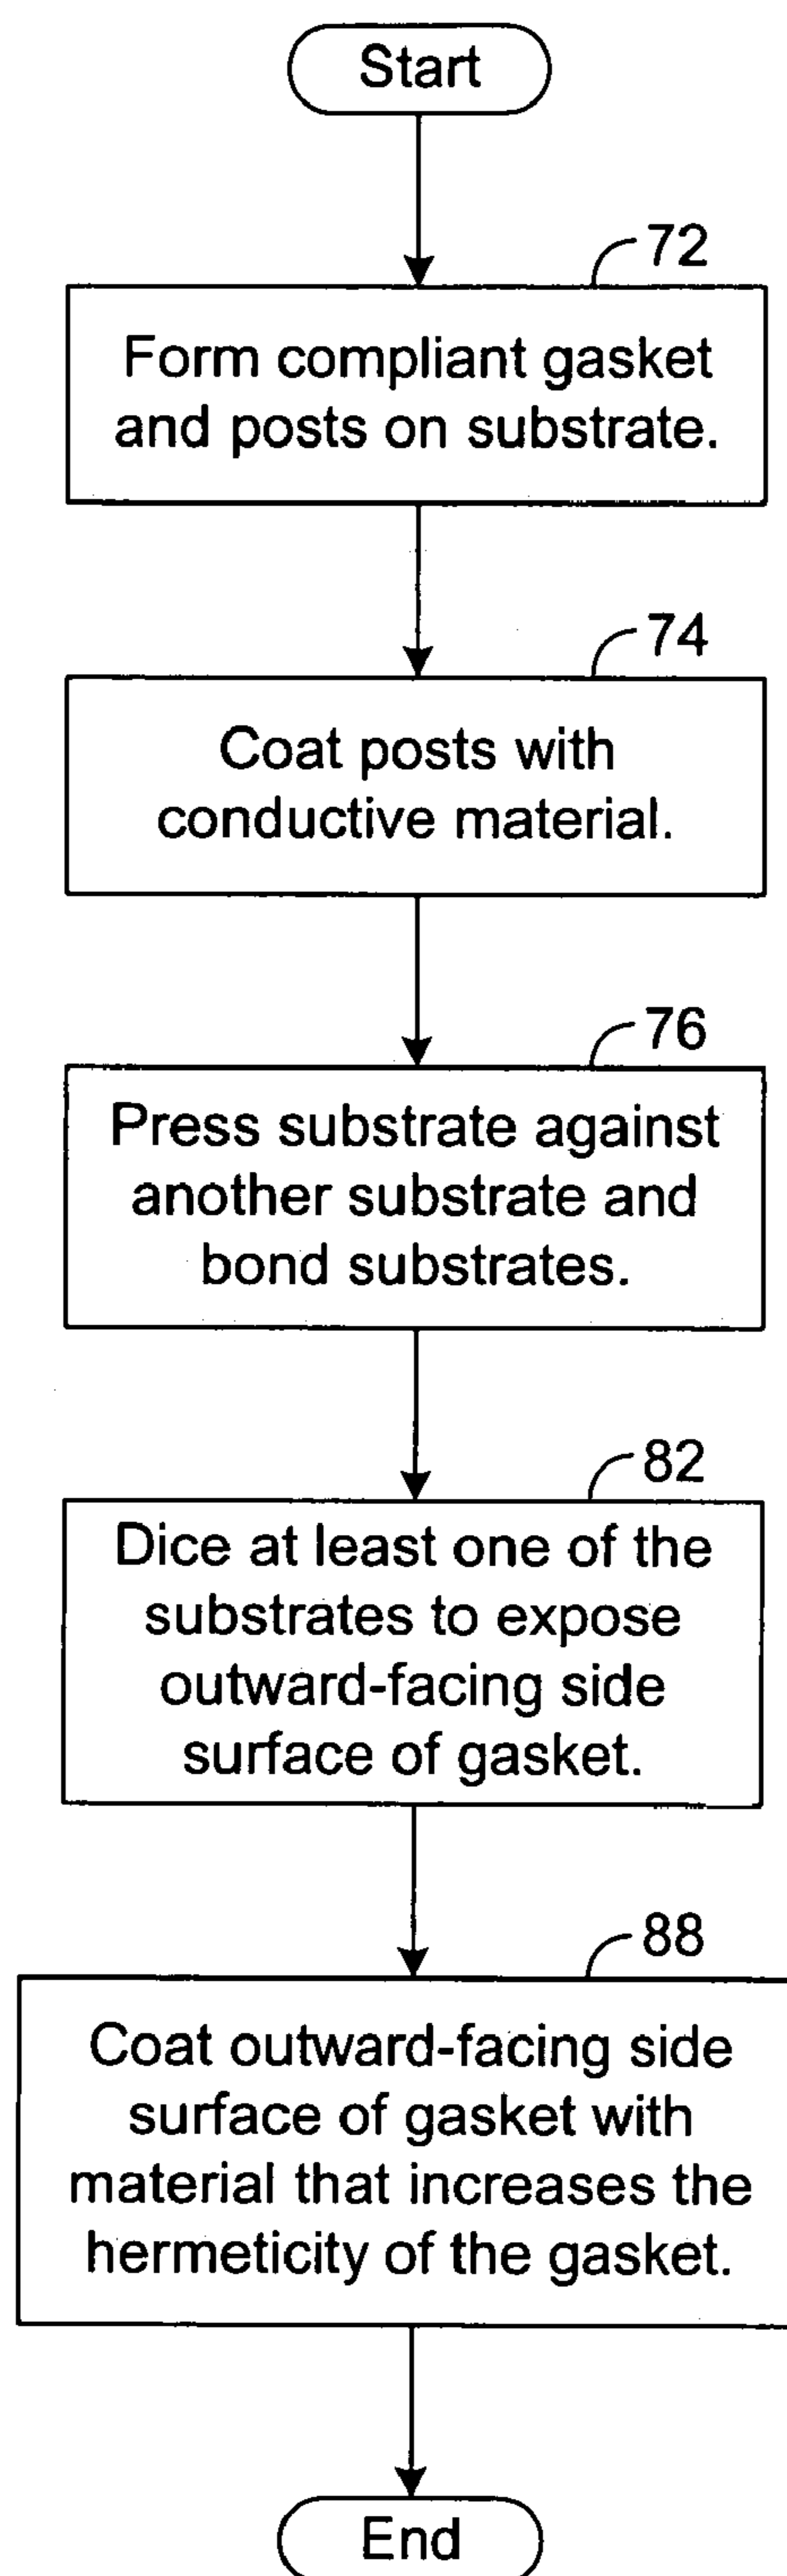 Start
72
Form compliant gasket
and posts on substrate.
74
Coat posts with
conductive material.
76
Press substrate against
another substrate and
bond substrates.
82
Dice at least one of the
substrates to expose
outward-facing side
surface of gasket.
88
Coat outward-facing side
surface of gasket with
material that increases the
hermeticity of the gasket.
End